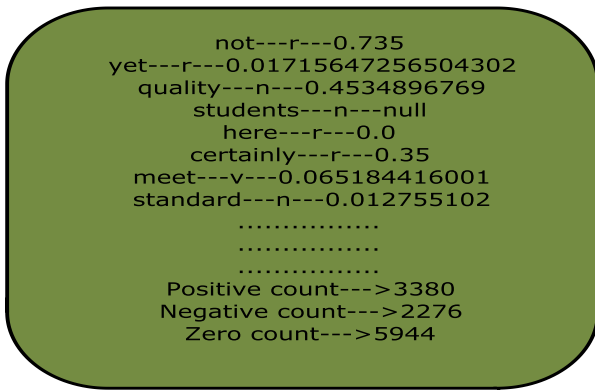 not---r---0.735
yet---r---0.01715647256504302
quality---n---0.4534896769
students---n---null
here---r---0.0
certainly---r---0.35
meet---v---0.065184416001
standard---n---0.012755102
................
................
................
Positive count--->3380
Negative count--->2276
Zero count--->5944